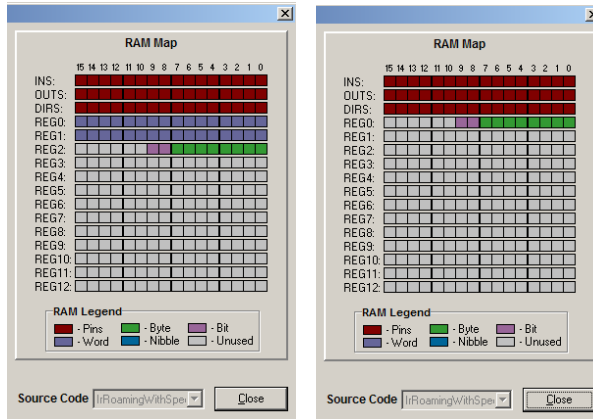 RAM Map
15 14 13 12 11 10 9 8 7 6 5 4 3 2 1 0
INS:
OUTS:
DIRS:
REG0:
REG1:
REG2:
REG3:
REG4:
REG5:
REG6:
REG7:
REG8:
REG9:
REG10:
REG11:
REG12:
RAM Legend
- Pins - Byte - Bit
- Word - Nibble - Unused
Source Code IrRoamingWithSpe Close
RAM Map
15 14 13 12 11 10 9 8 7 6 5 4 3 2 1 0
INS:
OUTS:
DIRS:
REG0:
REG1:
REG2:
REG3:
REG4:
REG5:
REG6:
REG7:
REG8:
REG9:
REG10:
REG11:
REG12:
RAM Legend
- Pins - Byte - Bit
- Word - Nibble - Unused
Source Code IrRoamingWithSpe Close